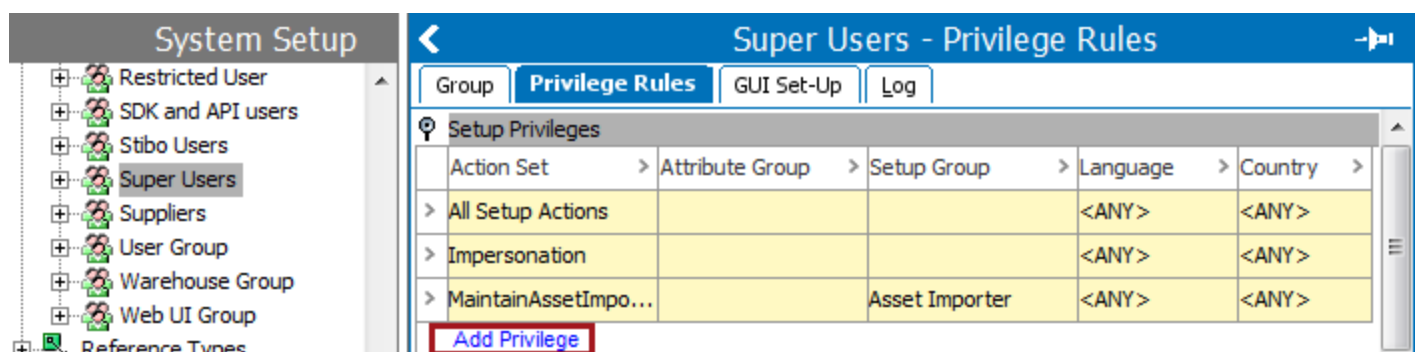 System Setup
Restricted User
SDK and API users
Stibo Users
Super Users
Suppliers
User Group
Warehouse Group
Web UI Group
Reference Types
Super Users - Privilege Rules
Group Privilege Rules GUI Set-Up Log
Setup Privileges
Action Set > Attribute Group > Setup Group > Language > Country >
> All Setup Actions <ANY> <ANY>
> Impersonation <ANY> <ANY>
> MaintainAssetImpo... Asset Importer <ANY> <ANY>
Add Privilege